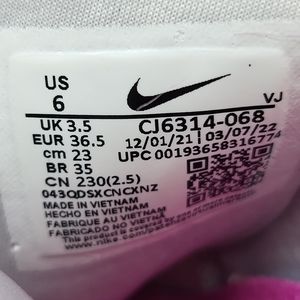 US
6
VJ
UK 3.5
EUR 36.5
cm 23
BR 35
CN 230(2.5)
CJ6314-068
12/01/21 03/07/22
UPC 00193658316774
043QDSXCNCXNZ
MADE IN VIETNAM
HECHO EN VIETNAM
FABRIQUE AU VIETNAM
FABRICADO NO VIETNAM